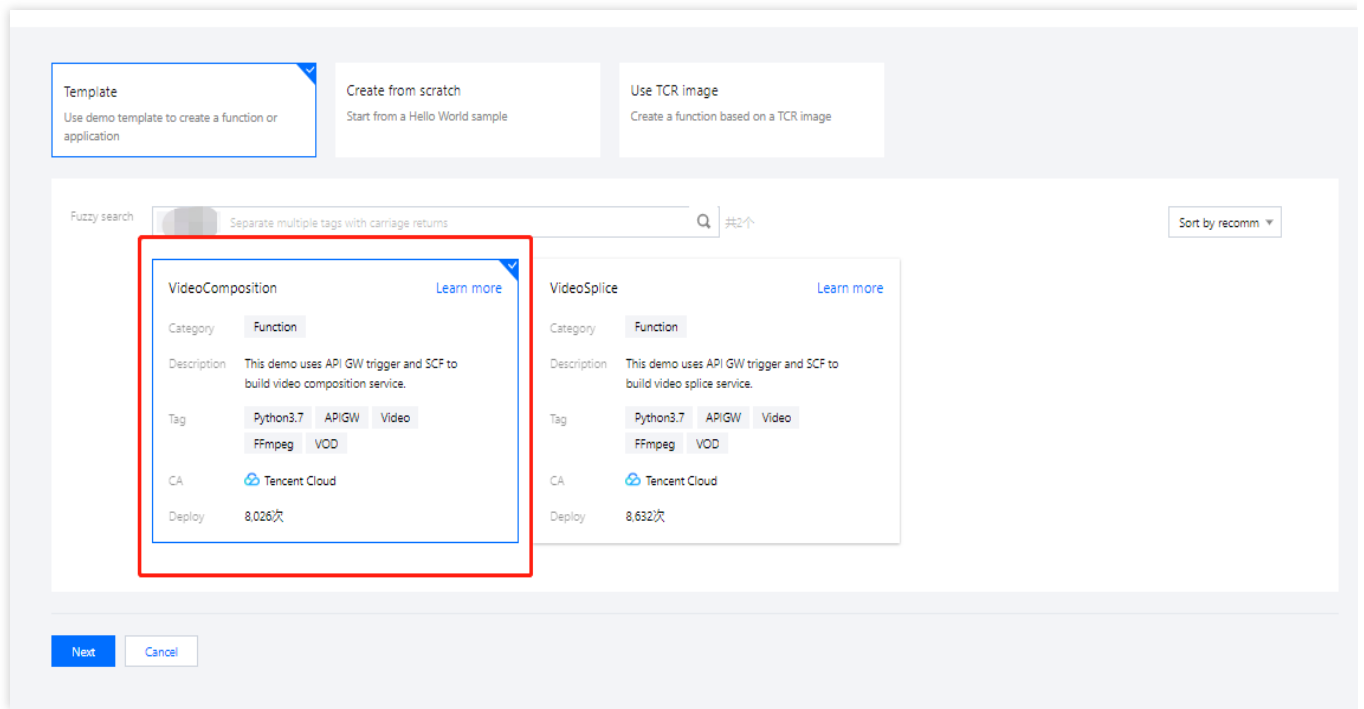 Template
Use demo template to create a function or
application
Create from scratch
Start from a Hello World sample
Use TCR image
Create a function based on a TCR image
Fuzzy search
Separate multiple tags with carriage returns
共2个
Sort by recomm
VideoComposition
Learn more
Category
Function
Description
This demo uses API GW trigger and SCF to
build video composition service.
Tag
Python3.7 APIGW Video
FFmpeg VOD
CA
Tencent Cloud
Deploy
8,026次
VideoSplice
Learn more
Category
Function
Description
This demo uses API GW trigger and SCF to
build video splice service.
Tag
Python3.7 APIGW Video
FFmpeg VOD
CA
Tencent Cloud
Deploy
8,632次
Next
Cancel